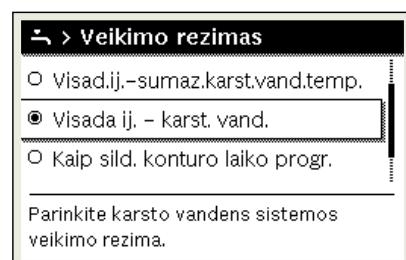 > Veikimo rezimas
Visad.ij.–sumaz.karst.vand.temp.
Visada ij. – karst. vand.
Kaip sild. konturo laiko progr.
Parinkite karsto vandens sistemos
veikimo rezima.